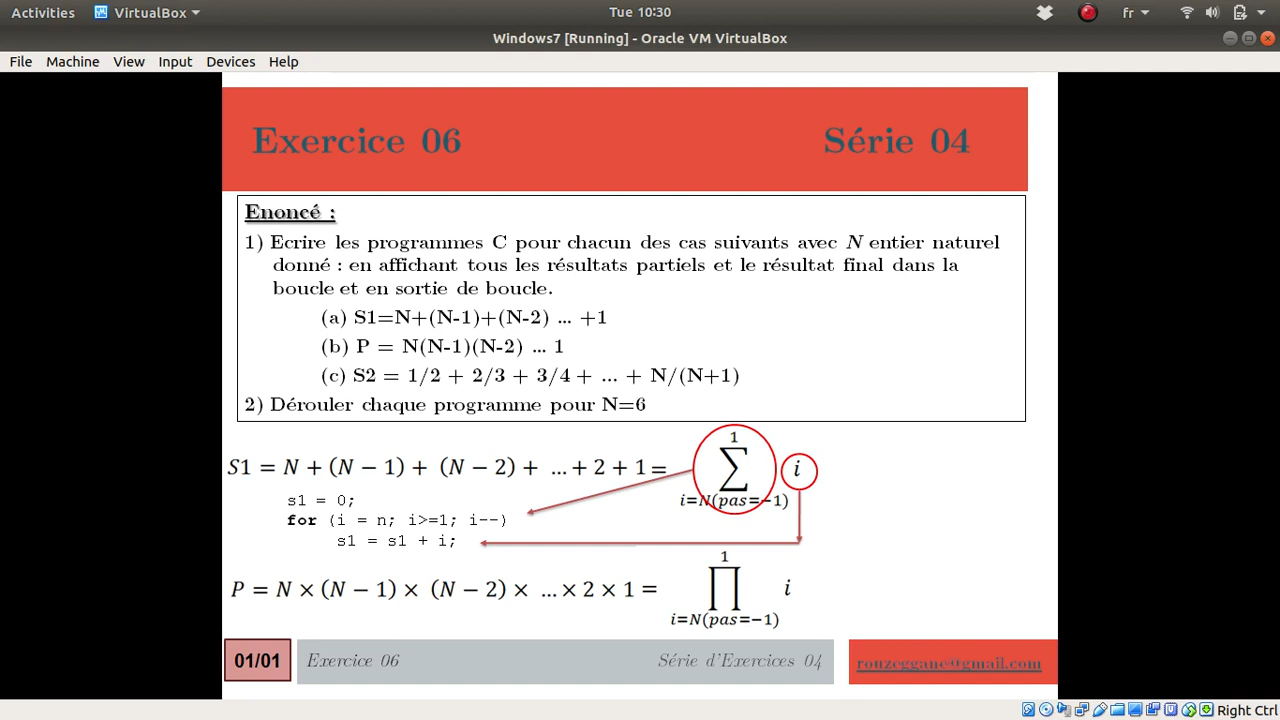 Activities VirtualBox Tue 10:30 fr
Windows7 [Running] - Oracle VM VirtualBox
File Machine View Input Devices Help
Exercice 06 Série 04
Enoncé :
1) Ecrire les programmes C pour chacun des cas suivants avec N entier naturel
donné : en affichant tous les résultats partiels et le résultat final dans la
boucle et en sortie de boucle.
(a) S1=N+(N-1)+(N-2) ... +1
(b) P = N(N-1)(N-2) ... 1
(c) S2 = 1/2 + 2/3 + 3/4 + ... + N/(N+1)
2) Dérouler chaque programme pour N=6
1
S1 = N + (N − 1) + (N − 2) + ... + 2 + 1 = ∑ i
i=N(pas=−1)
s1 = 0;
for (i = n; i>=1; i--)
s1 = s1 + i;
1
P = N × (N − 1) × (N − 2) × ... × 2 × 1 = ∏ i
i=N(pas=−1)
01/01 Exercice 06 Série d'Exercices 04 rouzeggane@gmail.com
Right Ctrl